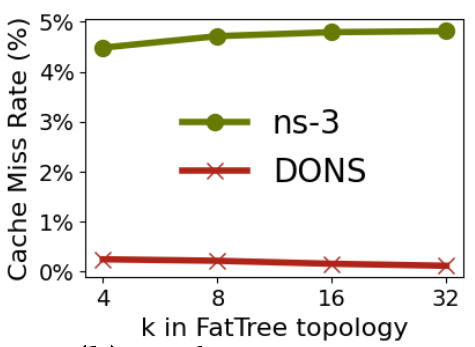 Cache Miss Rate (%)
5%
4%
3%
2%
1%
0%
ns-3
DONS
4 8 16 32
k in FatTree topology